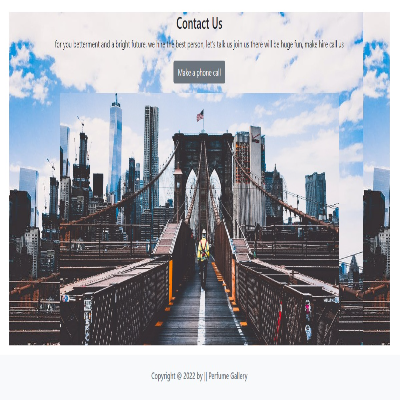 Contact Us
for you betterment and a bright future. we hire the best person, let's talk us join us there will be huge fun, make hire call us
Make a phone call
Copyright @ 2022 by || Perfume Gallery